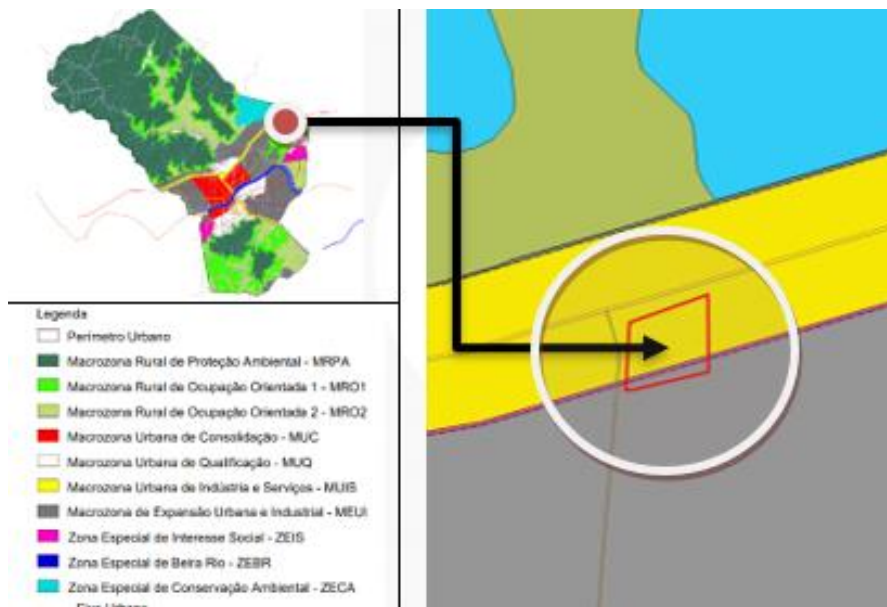 Legenda
Perímetro Urbano
Macrozona Rural de Proteção Ambiental - MRPA
Macrozona Rural de Ocupação Orientada 1 - MRO1
Macrozona Rural de Ocupação Orientada 2 - MRO2
Macrozona Urbana de Consolidação - MUC
Macrozona Urbana de Qualificação - MUQ
Macrozona Urbana de Indústria e Serviços - MUIS
Macrozona de Expansão Urbana e Industrial - MEUI
Zona Especial de Interesse Social - ZEIS
Zona Especial de Beira Rio - ZEBR
Zona Especial de Conservação Ambiental - ZECA